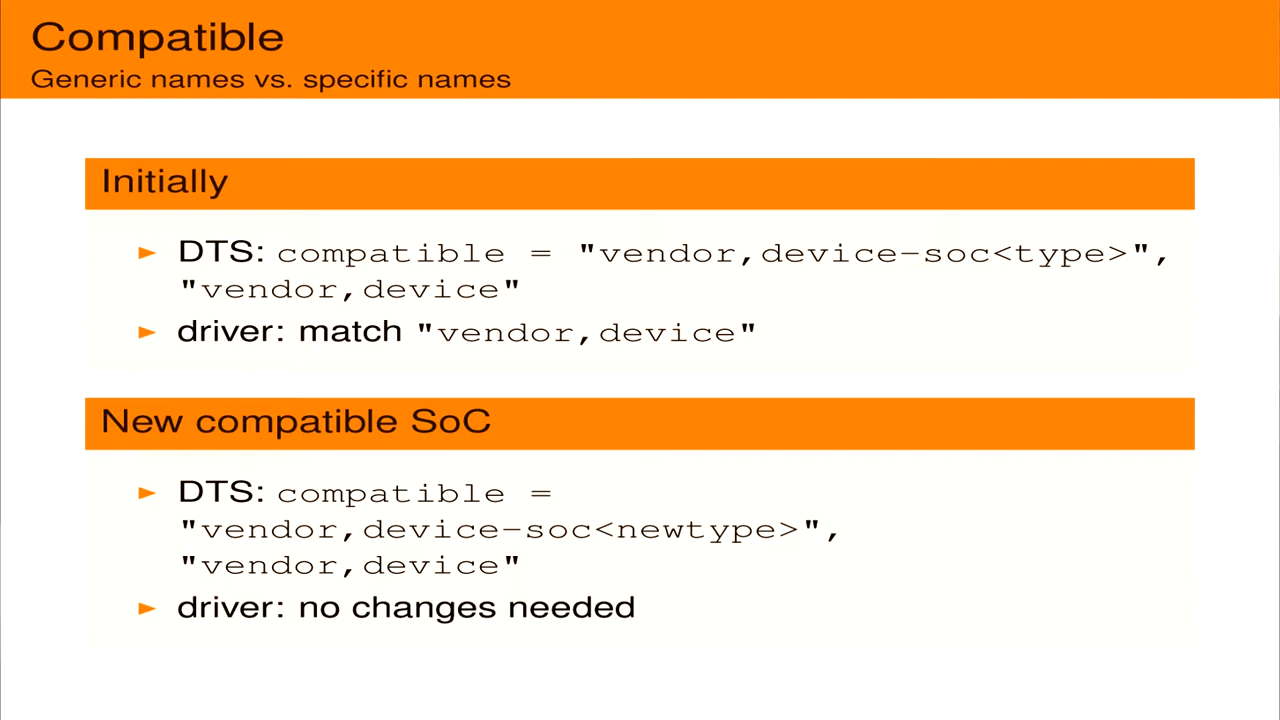 Compatible
Generic names vs. specific names
Initially
► DTS: compatible = "vendor,device-soc<type>",
"vendor,device"
► driver: match "vendor,device"
New compatible SoC
► DTS: compatible =
"vendor,device-soc<newtype>",
"vendor,device"
► driver: no changes needed